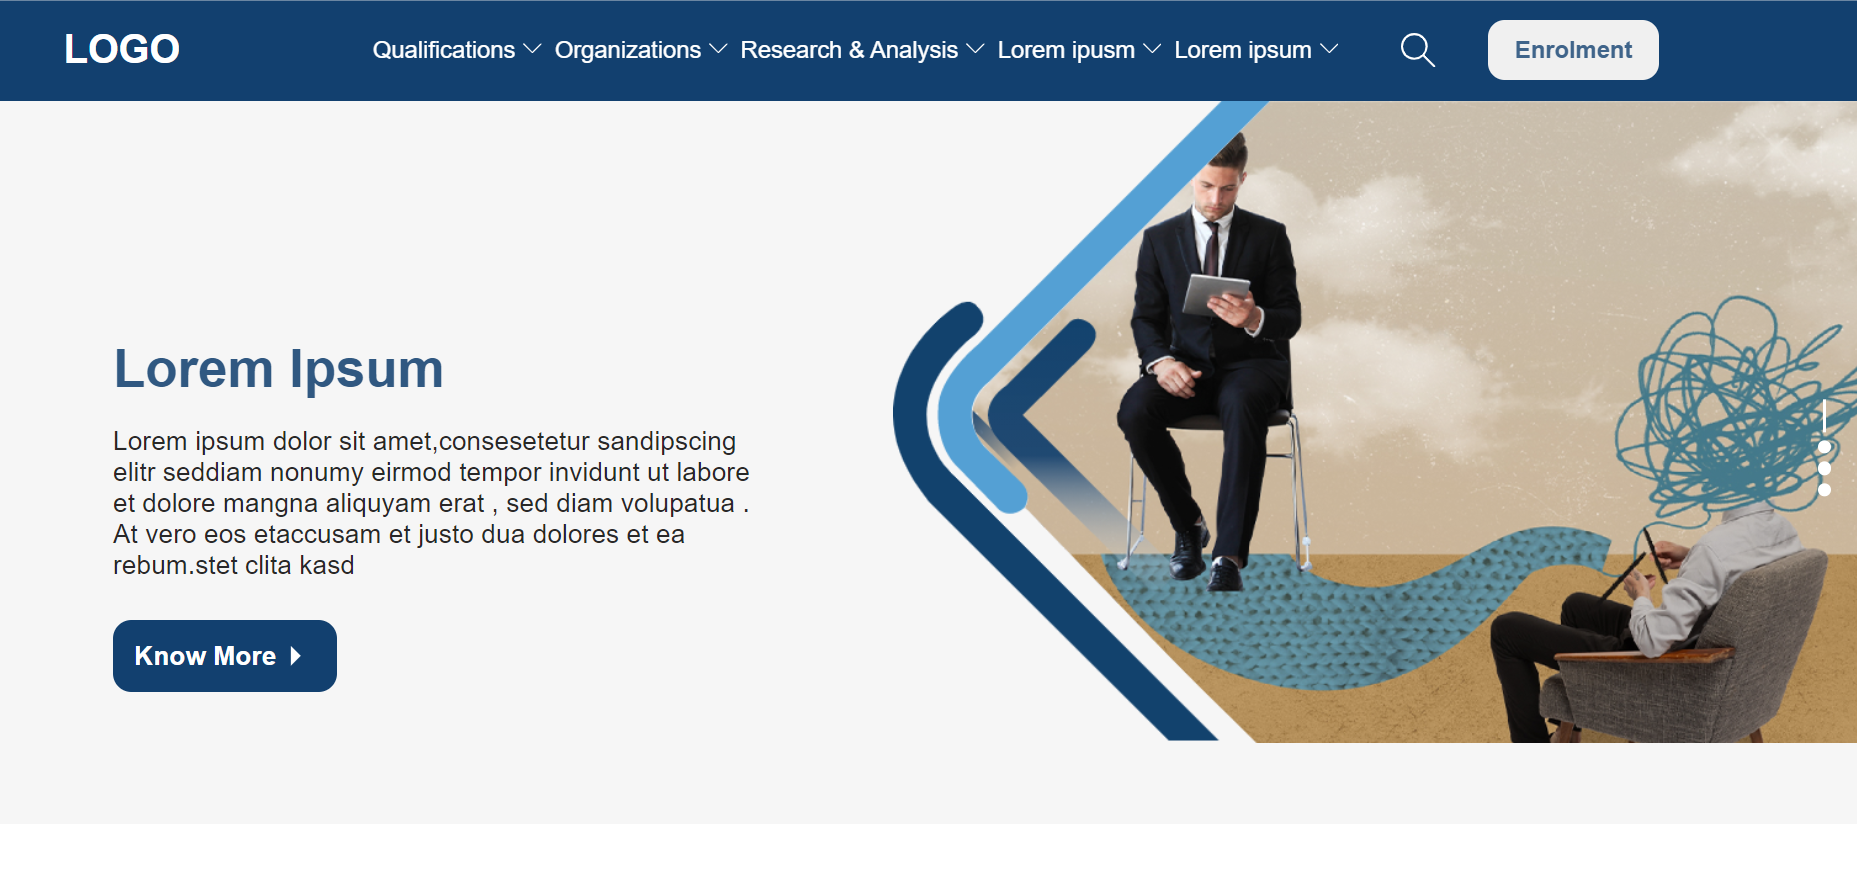 LOGO
Qualifications Organizations Research & Analysis Lorem ipusm Lorem ipsum
Enrolment
Lorem Ipsum
Lorem ipsum dolor sit amet,consesetetur sandipscing
elitr seddiam nonumy eirmod tempor invidunt ut labore
et dolore mangna aliquyam erat , sed diam volupatua .
At vero eos etaccusam et justo dua dolores et ea
rebum.stet clita kasd
Know More